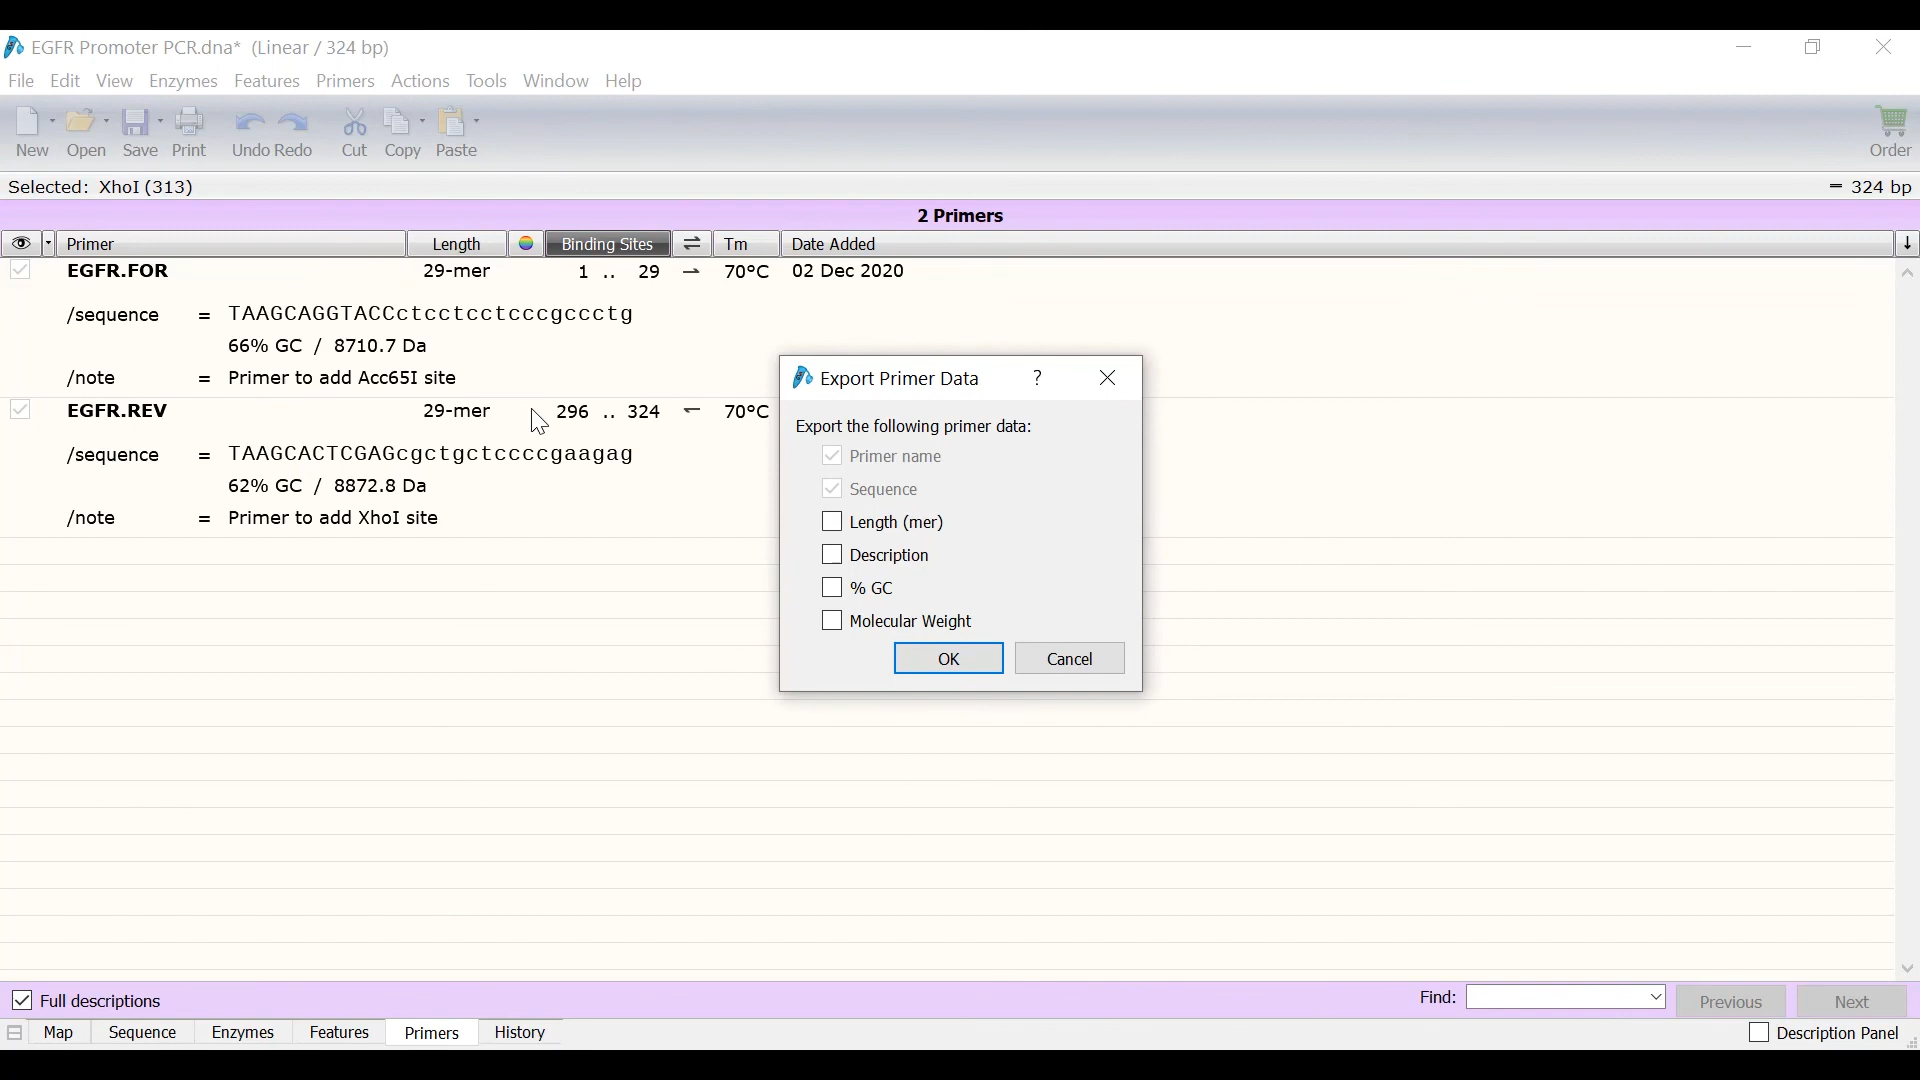 EGFR Promoter PCR.dna* (Linear / 324 bp)
File Edit View Enzymes Features Primers Actions Tools Window Help
New Open Save Print Undo Redo Cut Copy Paste Order
Selected: XhoI (313) = 324 bp
2 Primers
Primer Length Binding Sites ⇌ Tm Date Added ↓
EGFR.FOR 29-mer 1 .. 29 → 70°C 02 Dec 2020
/sequence = TAAGCAGGTACCctcctcctcccgccctg
66% GC / 8710.7 Da
/note = Primer to add Acc65I site
EGFR.REV 29-mer 296 .. 324 ← 70°C
/sequence = TAAGCACTCGAGcgctgctccccgaagag
62% GC / 8872.8 Da
/note = Primer to add XhoI site
Export Primer Data ?
Export the following primer data:
Primer name
Sequence
Length (mer)
Description
% GC
Molecular Weight
OK Cancel
Full descriptions Find: Previous Next
Map Sequence Enzymes Features Primers History Description Panel